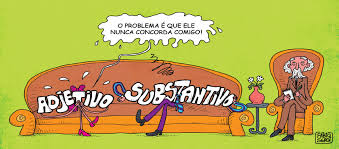 O PROBLEMA É QUE ELE
NUNCA CONCORDA COMIGO!
ADJETIVO
SUBSTANTIVO